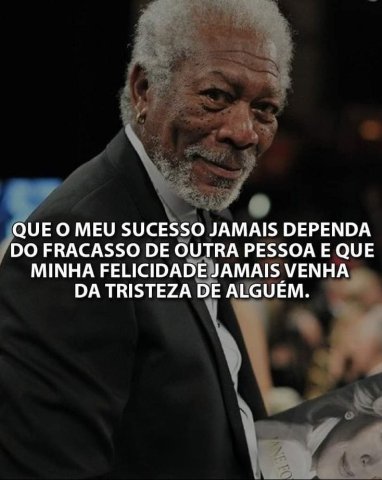 QUE O MEU SUCESSO JAMAIS DEPENDA
DO FRACASSO DE OUTRA PESSOA E QUE
MINHA FELICIDADE JAMAIS VENHA
DA TRISTEZA DE ALGUÉM.